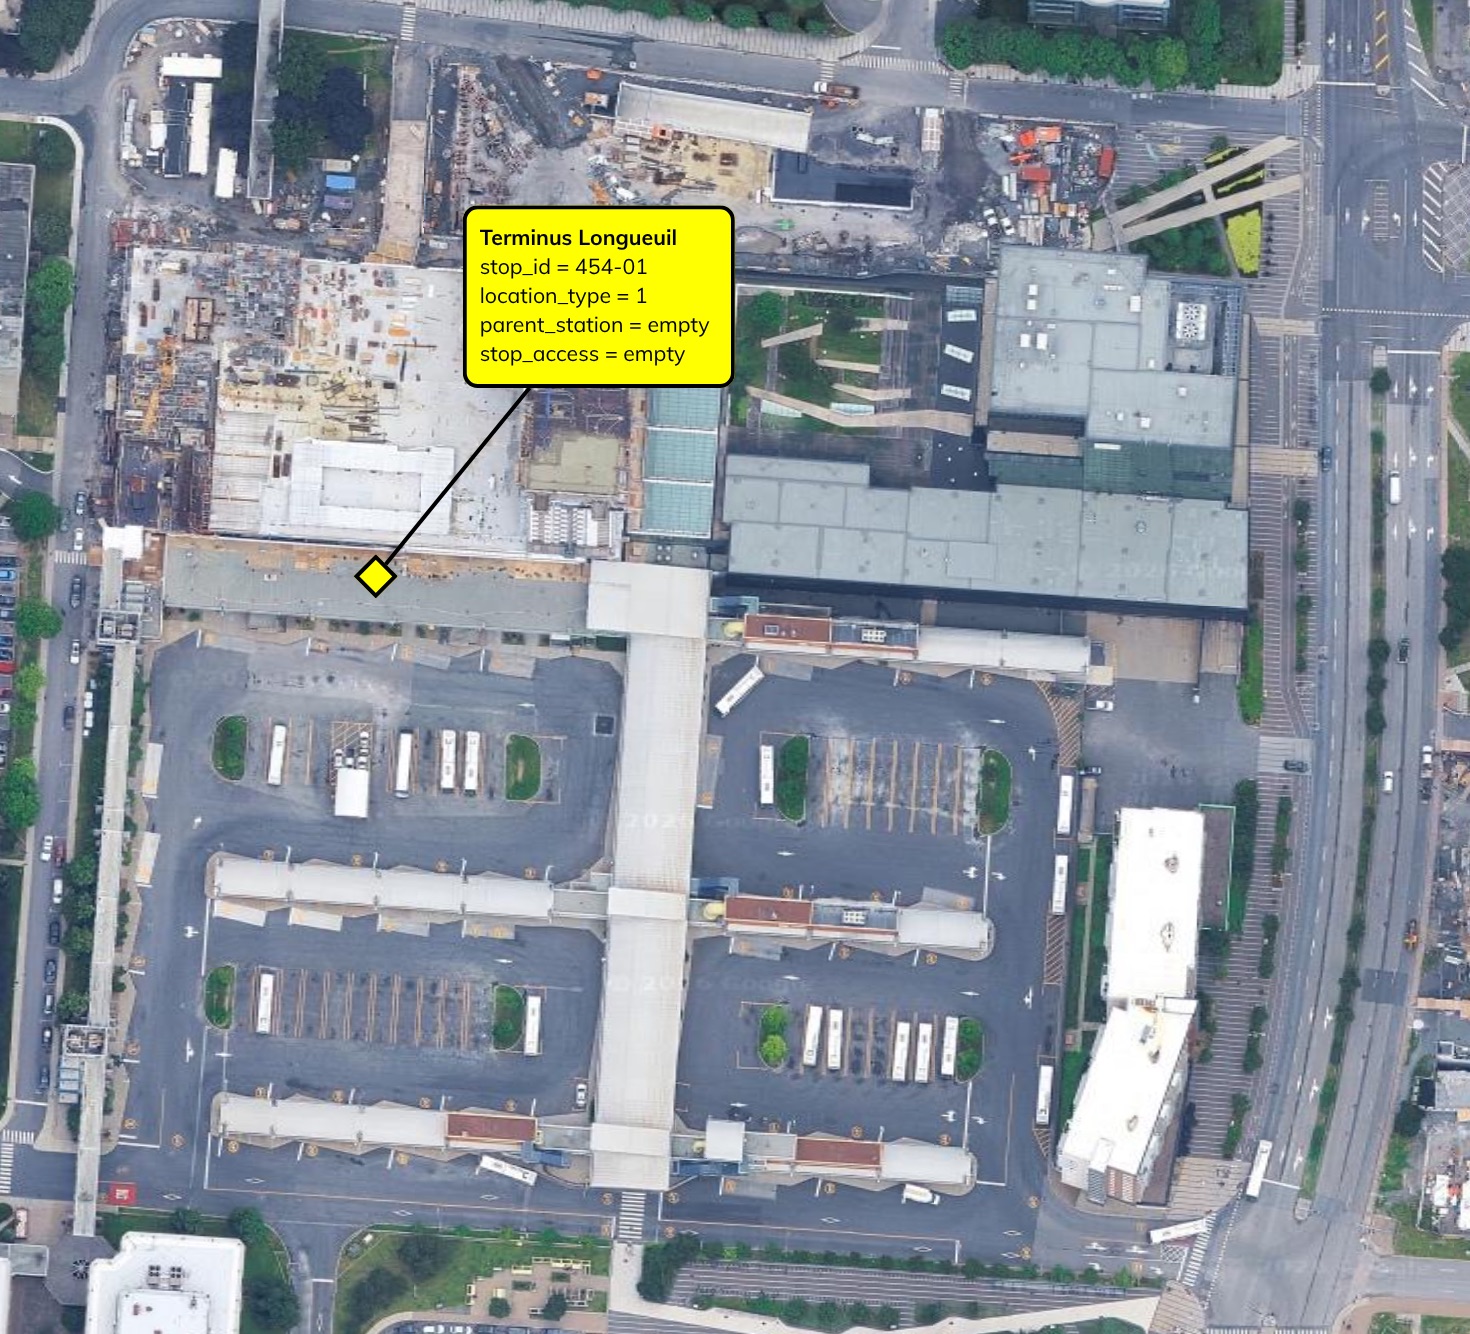 Terminus Longueuil
stop_id = 454-01
location_type = 1
parent_station = empty
stop_access = empty